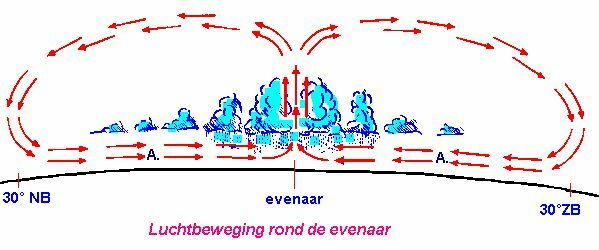 A. A.
30° NB evenaar 30°ZB
Luchtbeweging rond de evenaar